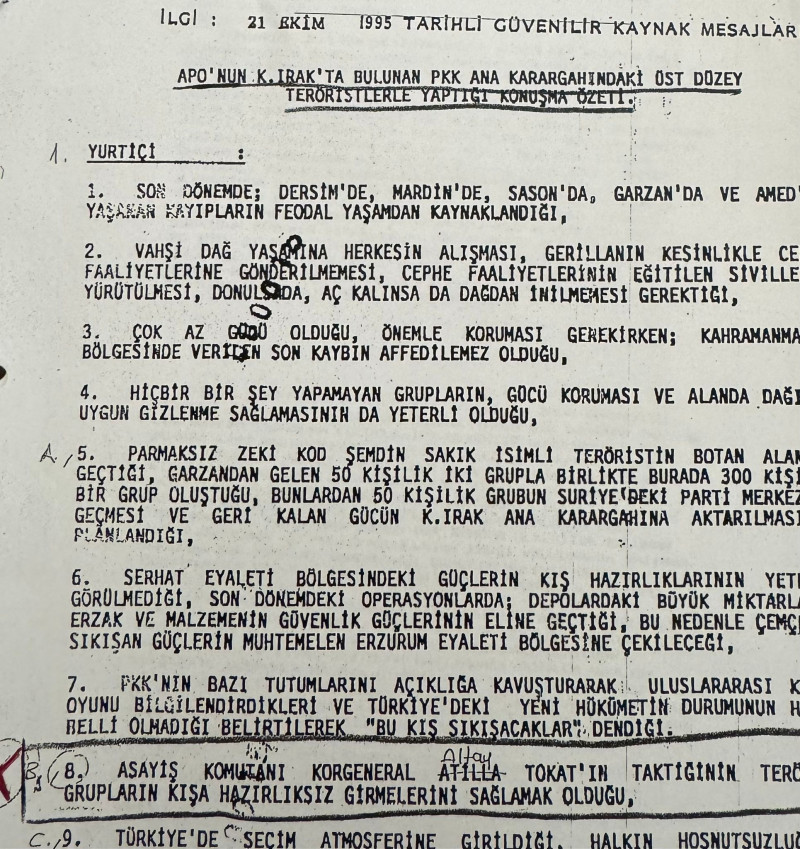 İLGİ : 21 EKİM 1995 TARİHLİ GÜVENİLİR KAYNAK MESAJLAR
APO'NUN K.IRAK'TA BULUNAN PKK ANA KARARGAHINDAKİ ÜST DÜZEY
TERÖRİSTLERLE YAPTIĞI KONUŞMA ÖZETİ.
1. YURTİÇİ :
1. SON DÖNEMDE; DERSİM'DE, MARDİN'DE, SASON'DA, GARZAN'DA VE AMED'
YAŞANAN KAYIPLARIN FEODAL YAŞAMDAN KAYNAKLANDIĞI,
2. VAHŞİ DAĞ YAŞAMINA HERKESİN ALIŞMASI, GERİLLANIN KESİNLİKLE CE
FAALİYETLERİNE GÖNDERİLMEMESİ, CEPHE FAALİYETLERİNİN EĞİTİLEN SİVİLLE
YÜRÜTÜLMESİ, DONULSADA, AÇ KALINSA DA DAĞDAN İNİLMEMESİ GEREKTİĞİ,
3. ÇOK AZ GÜCÜ OLDUĞU, ÖNEMLE KORUMASI GEREKİRKEN; KAHRAMANMA
BÖLGESİNDE VERİLEN SON KAYBIN AFFEDİLEMEZ OLDUĞU,
4. HİÇBİR BİR ŞEY YAPAMAYAN GRUPLARIN, GÜCÜ KORUMASI VE ALANDA DAĞI
UYGUN GİZLENME SAĞLAMASININ DA YETERLİ OLDUĞU,
A., 5. PARMAKSIZ ZEKİ KOD ŞEMDİN SAKIK İSİMLİ TERÖRİSTİN BOTAN ALAN
GEÇTİĞİ, GARZANDAN GELEN 50 KİŞİLİK İKİ GRUPLA BİRLİKTE BURADA 300 KİŞİ
BİR GRUP OLUŞTUĞU, BUNLARDAN 50 KİŞİLİK GRUBUN SURİYE'DEKİ PARTİ MERKEZ
GEÇMESİ VE GERİ KALAN GÜCÜN K.IRAK ANA KARARGAHINA AKTARILMASI
PLANLANDIĞI,
6. SERHAT EYALETİ BÖLGESİNDEKİ GÜÇLERİN KIŞ HAZIRLIKLARININ YETE
GÖRÜLMEDİĞİ, SON DÖNEMDEKİ OPERASYONLARDA; DEPOLARDAKİ BÜYÜK MİKTARLA
ERZAK VE MALZEMENİN GÜVENLİK GÜÇLERİNİN ELİNE GEÇTİĞİ, BU NEDENLE ÇEMÇE
SIKIŞAN GÜÇLERİN MUHTEMELEN ERZURUM EYALETİ BÖLGESİNE ÇEKİLECEĞİ,
7. PKK'NIN BAZI TUTUMLARINI AÇIKLIĞA KAVUŞTURARAK ULUSLARARASI K
OYUNU BİLGİLENDİRDİKLERİ VE TÜRKİYE'DEKİ YENİ HÜKÜMETİN DURUMUNUN H
BELLİ OLMADIĞI BELİRTİLEREK "BU KIŞ SIKIŞACAKLAR" DENDİĞİ.
Altay
B, 8, ASAYİŞ KOMUTANI KORGENERAL ATİLLA TOKAT'IN TAKTİĞİNİN TERÖ
GRUPLARIN KIŞA HAZIRLIKSIZ GİRMELERİNİ SAĞLAMAK OLDUĞU,
C., 9. TÜRKİYE'DE SEÇİM ATMOSFERİNE GİRİLDİĞİ, HALKIN HOŞNUTSUZLUĞ